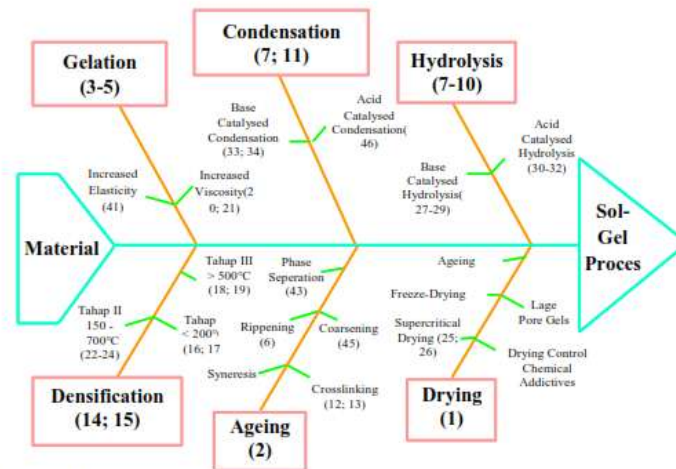 Gelation
(3-5)
Condensation
(7; 11)
Hydrolysis
(7-10)
Increased
Elasticity
(41)
Increased
Viscosity(2
0; 21)
Base
Catalysed
Condensation
(33; 34)
Acid
Catalysed
Condensation(
46)
Base
Catalysed
Hydrolysis(
27-29)
Acid
Catalysed
Hydrolysis
(30-32)
Material
Sol-
Gel
Proces
Tahap II
150 -
700°C
(22-24)
Tahap III
> 500°C
(18; 19)
Tahap
< 200°
(16; 17
Phase
Seperation
(43)
Rippening
(6)
Coarsening
(45)
Syneresis
Crosslinking
(12; 13)
Ageing
Freeze-Drying
Supercritical
Drying (25;
26)
Lage
Pore Gels
Drying Control
Chemical
Addictives
Densification
(14; 15)
Ageing
(2)
Drying
(1)